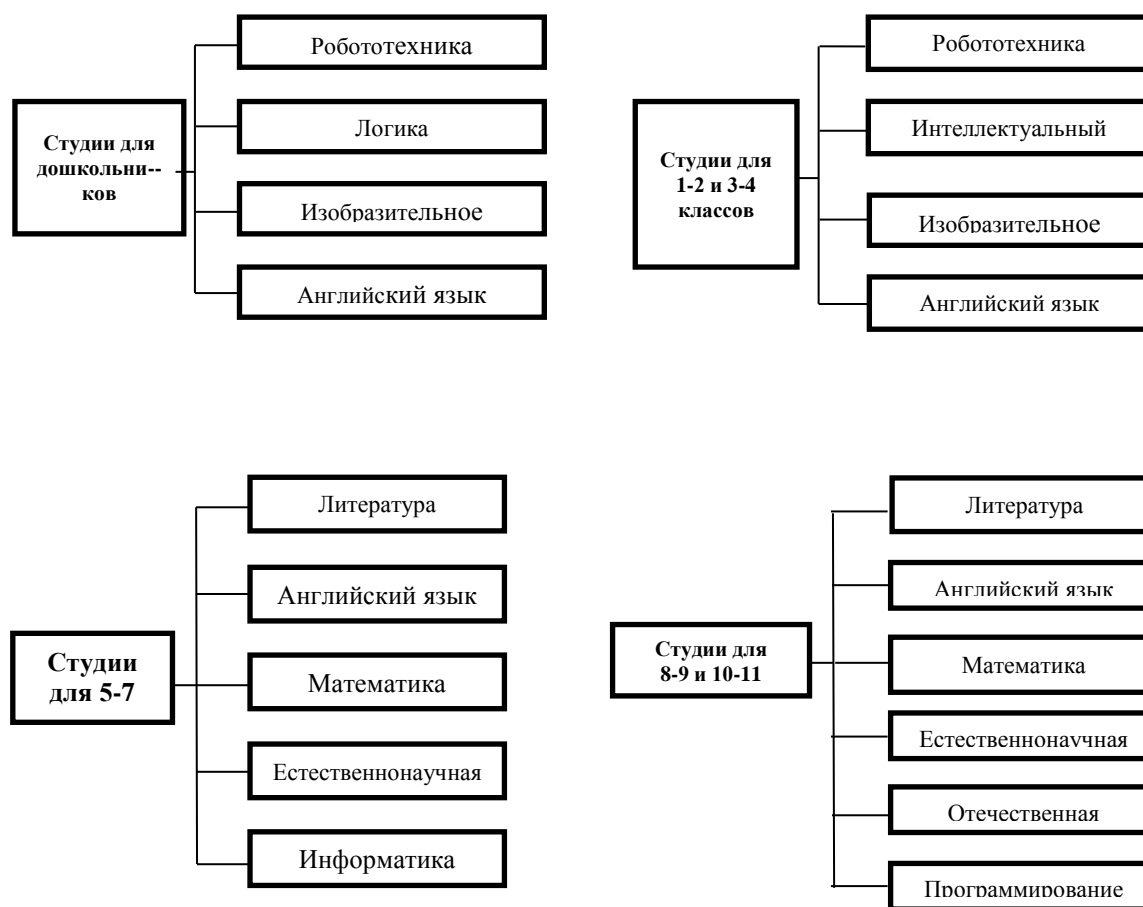 Студии для
дошкольни--
ков
Робототехника
Логика
Изобразительное
Английский язык
Студии для
1-2 и 3-4
классов
Робототехника
Интеллектуальный
Изобразительное
Английский язык
Студии
для 5-7
Литература
Английский язык
Математика
Естественнонаучная
Информатика
Студии для
8-9 и 10-11
Литература
Английский язык
Математика
Естественнонаучная
Отечественная
Программирование